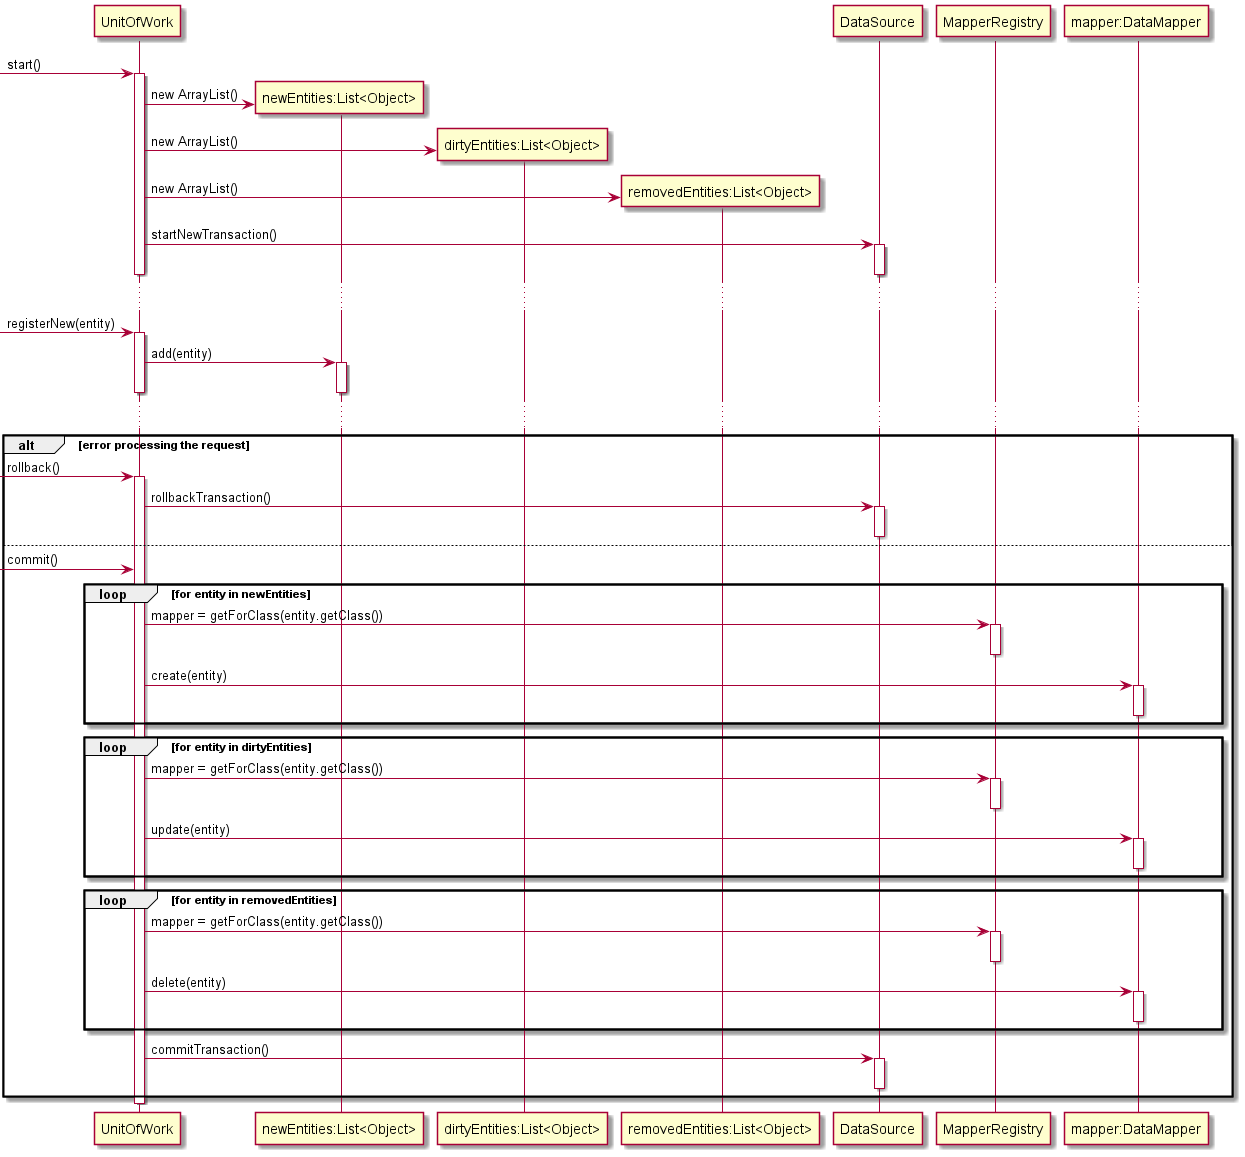 UnitOfWork
DataSource
MapperRegistry
mapper:DataMapper
start()
new ArrayList()
newEntities:List<Object>
new ArrayList()
dirtyEntities:List<Object>
new ArrayList()
removedEntities:List<Object>
startNewTransaction()
registerNew(entity)
add(entity)
alt
[error processing the request]
rollback()
rollbackTransaction()
commit()
loop
[for entity in newEntities]
mapper = getForClass(entity.getClass())
create(entity)
loop
[for entity in dirtyEntities]
mapper = getForClass(entity.getClass())
update(entity)
loop
[for entity in removedEntities]
mapper = getForClass(entity.getClass())
delete(entity)
commitTransaction()
UnitOfWork
newEntities:List<Object>
dirtyEntities:List<Object>
removedEntities:List<Object>
DataSource
MapperRegistry
mapper:DataMapper